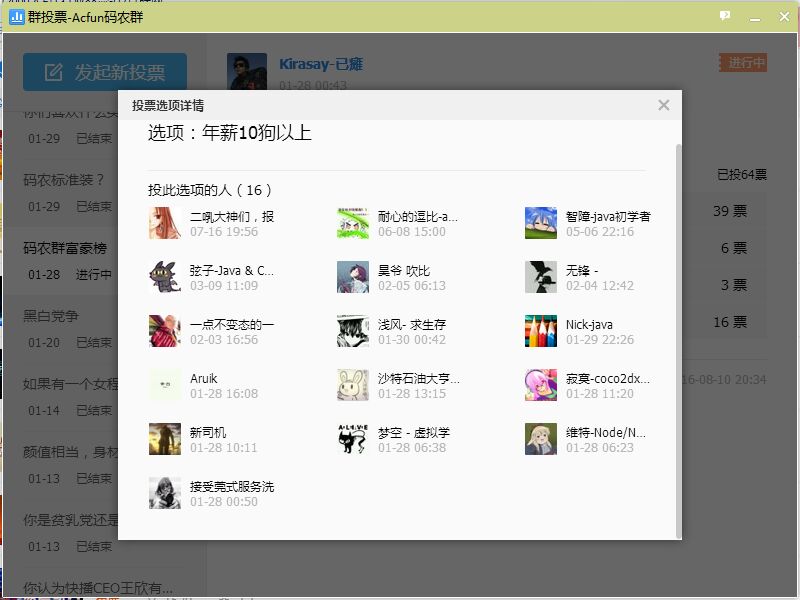 群投票-Acfun码农群
发起新投票
Kirasay-已瘫
01-28 00:43
进行中
投票选项详情
选项：年薪10狗以上
投此选项的人（16）
二吼大神们，报
07-16 19:56
耐心的逗比-a...
06-08 15:00
智障-java初学者
05-06 22:16
弦子-Java & C...
03-09 11:09
昊爷 吹比
02-05 06:13
无锋 -
02-04 12:42
一点不变态的一
02-03 16:56
浅风- 求生存
01-30 00:42
Nick-java
01-29 22:26
Aruik
01-28 16:08
沙特石油大亨...
01-28 13:15
寂寞-coco2dx...
01-28 11:20
新司机
01-28 10:11
梦空 - 虚拟学
01-28 06:38
维特-Node/N...
01-28 06:23
接受莞式服务洗
01-28 00:50
01-29 已结束
码农标准装？
01-29 已结束
码农群富豪榜
01-28 进行中
黑白党争
01-20 已结束
如果有一个女程
01-14 已结束
颜值相当，身材
01-13 已结束
你是贫乳党还是
01-13 已结束
你认为快播CEO王欣有...
已投64票
39 票
6 票
3 票
16 票
16-08-10 20:34